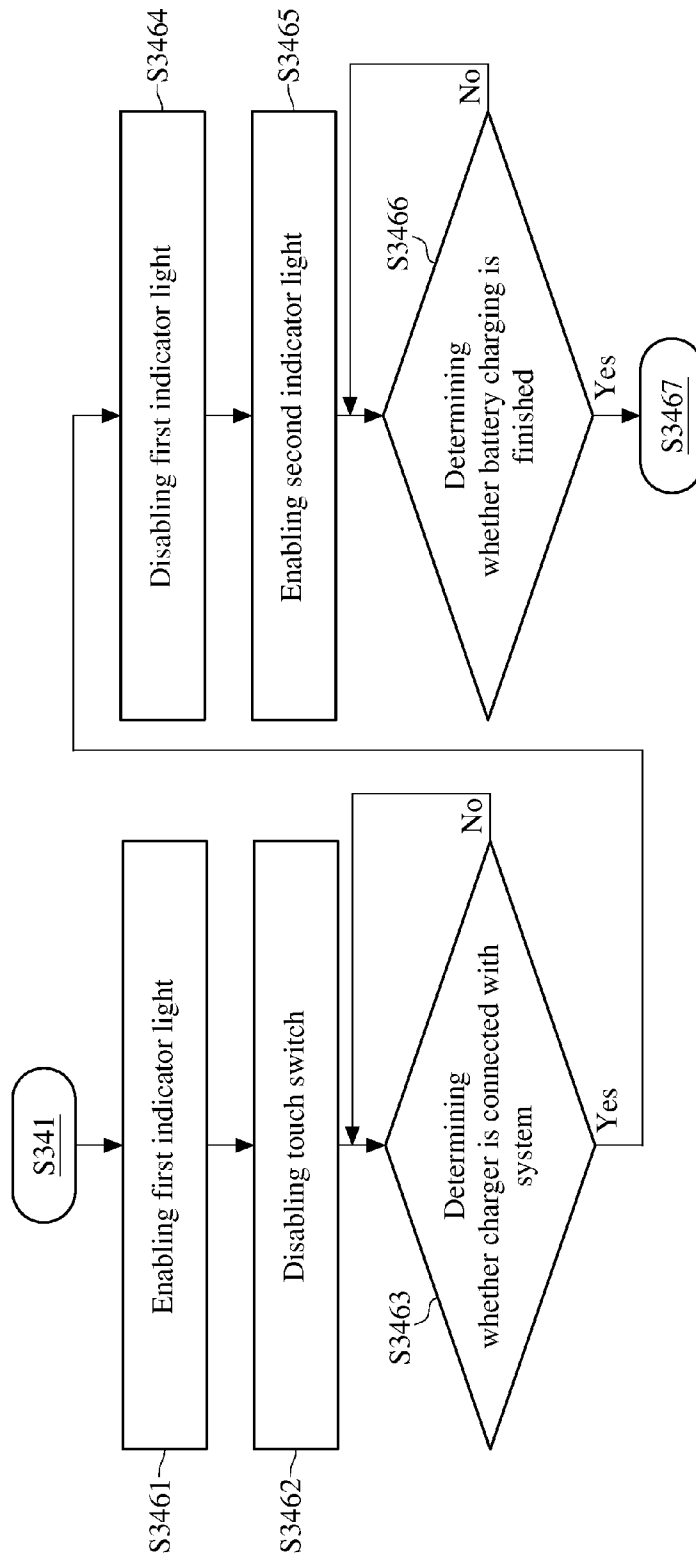 S341
S3461
Enabling first indicator light
S3462
Disabling touch switch
S3463
Determining
whether charger is connected with
system
No
Yes
Disabling first indicator light
S3464
Enabling second indicator light
S3465
S3466
Determining
whether battery charging is
finished
No
Yes
S3467